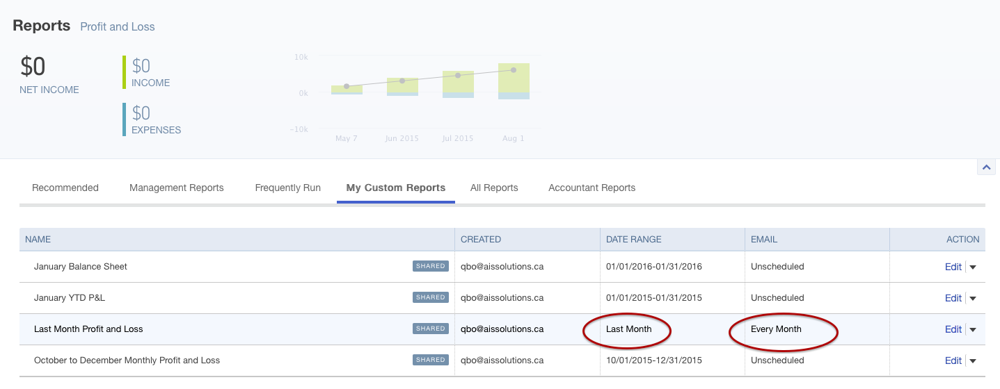 Reports Profit and Loss
$0
NET INCOME
$0
INCOME
$0
EXPENSES
10k
0k
-10k
May 7 Jun 2015 Jul 2015 Aug 1
Recommended Management Reports Frequently Run My Custom Reports All Reports Accountant Reports
NAME CREATED DATE RANGE EMAIL ACTION
January Balance Sheet SHARED qbo@aissolutions.ca 01/01/2016-01/31/2016 Unscheduled Edit
January YTD P&L SHARED qbo@aissolutions.ca 01/01/2015-01/31/2015 Unscheduled Edit
Last Month Profit and Loss SHARED qbo@aissolutions.ca Last Month Every Month Edit
October to December Monthly Profit and Loss SHARED qbo@aissolutions.ca 10/01/2015-12/31/2015 Unscheduled Edit